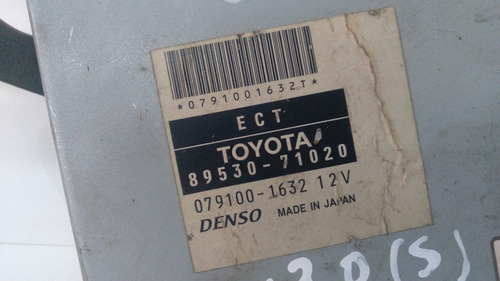 *0791001632T*
ECT
TOYOTA
89530-71020
079100-1632 12V
DENSO MADE IN JAPAN
(S)